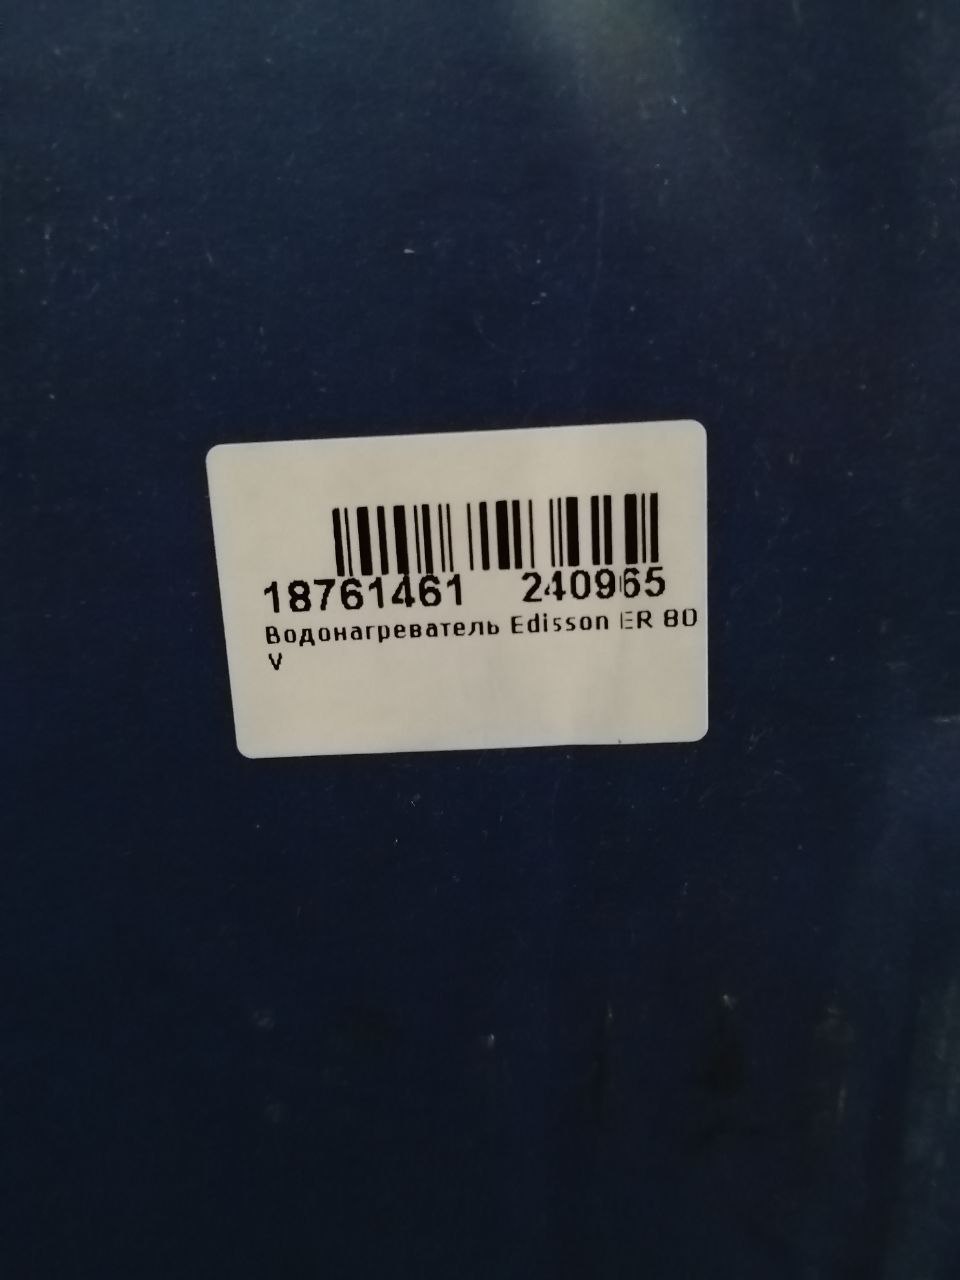 18761461 240965
Водонагреватель Edisson ER 80
V